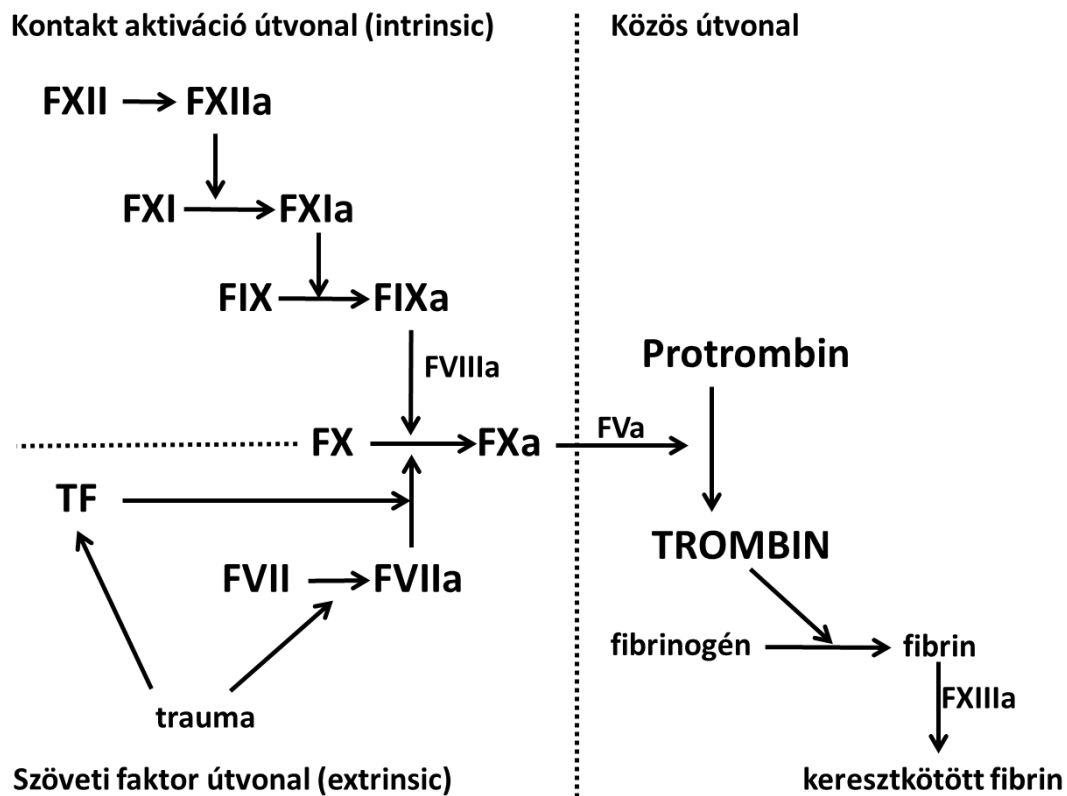 Kontakt aktiváció útvonal (intrinsic)
Közös útvonal
FXII FXIIa
FXI FXIa
FIX FIXa
FVIIIa
Protrombin
FX FXa FVa
TF
TROMBIN
FVII FVIIa
fibrinogén fibrin
FXIIIa
trauma
Szöveti faktor útvonal (extrinsic)
keresztkötött fibrin